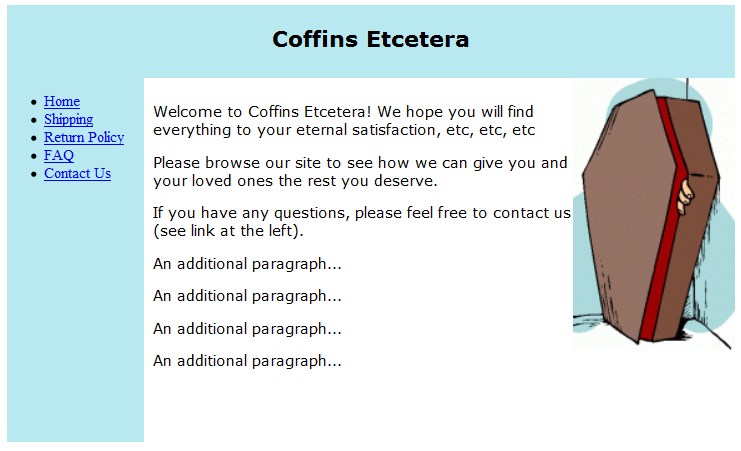 Coffins Etcetera
Home
Shipping
Return Policy
FAQ
Contact Us
Welcome to Coffins Etcetera! We hope you will find
everything to your eternal satisfaction, etc, etc, etc
Please browse our site to see how we can give you and
your loved ones the rest you deserve.
If you have any questions, please feel free to contact us
(see link at the left).
An additional paragraph...
An additional paragraph...
An additional paragraph...
An additional paragraph...